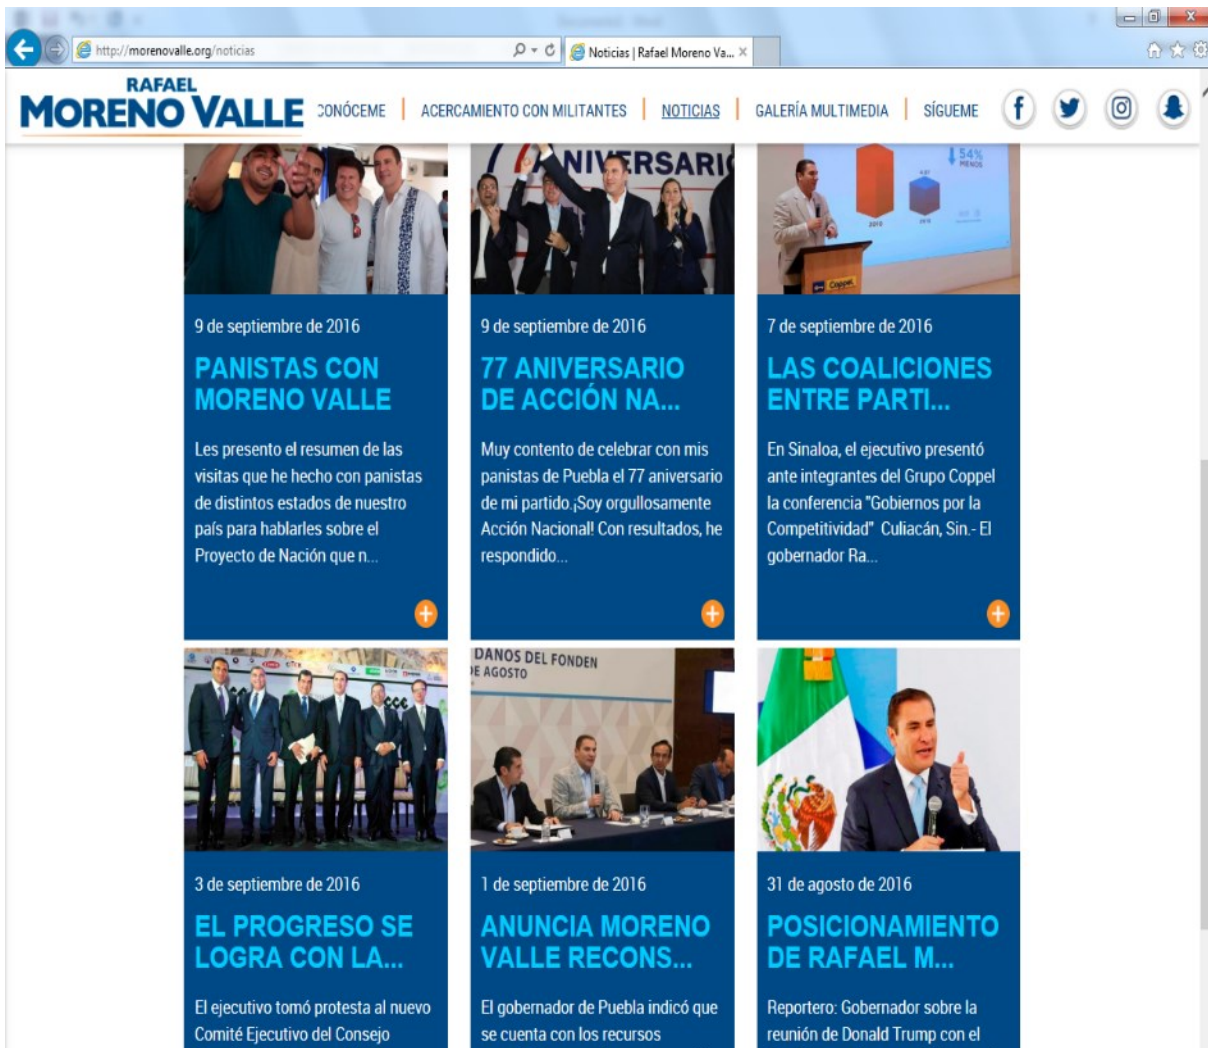 http://morenovalle.org/noticias
Noticias | Rafael Moreno Va...
RAFAEL
MORENO VALLE
CONÓCEME
ACERCAMIENTO CON MILITANTES
NOTICIAS
GALERÍA MULTIMEDIA
SÍGUEME
ANIVERSARIO
54%
MENOS
2010
Coppel
9 de septiembre de 2016
PANISTAS CON
MORENO VALLE
Les presento el resumen de las
visitas que he hecho con panistas
de distintos estados de nuestro
país para hablarles sobre el
Proyecto de Nación que n...
9 de septiembre de 2016
77 ANIVERSARIO
DE ACCIÓN NA...
Muy contento de celebrar con mis
panistas de Puebla el 77 aniversario
de mi partido.¡Soy orgullosamente
Acción Nacional! Con resultados, he
respondido...
7 de septiembre de 2016
LAS COALICIONES
ENTRE PARTI...
En Sinaloa, el ejecutivo presentó
ante integrantes del Grupo Coppel
la conferencia "Gobiernos por la
Competitividad" Culiacán, Sin.- El
gobernador Ra...
DANOS DEL FONDEN
DE AGOSTO
3 de septiembre de 2016
EL PROGRESO SE
LOGRA CON LA...
El ejecutivo tomó protesta al nuevo
Comité Ejecutivo del Consejo
1 de septiembre de 2016
ANUNCIA MORENO
VALLE RECONS...
El gobernador de Puebla indicó que
se cuenta con los recursos
31 de agosto de 2016
POSICIONAMIENTO
DE RAFAEL M...
Reportero: Gobernador sobre la
reunión de Donald Trump con el